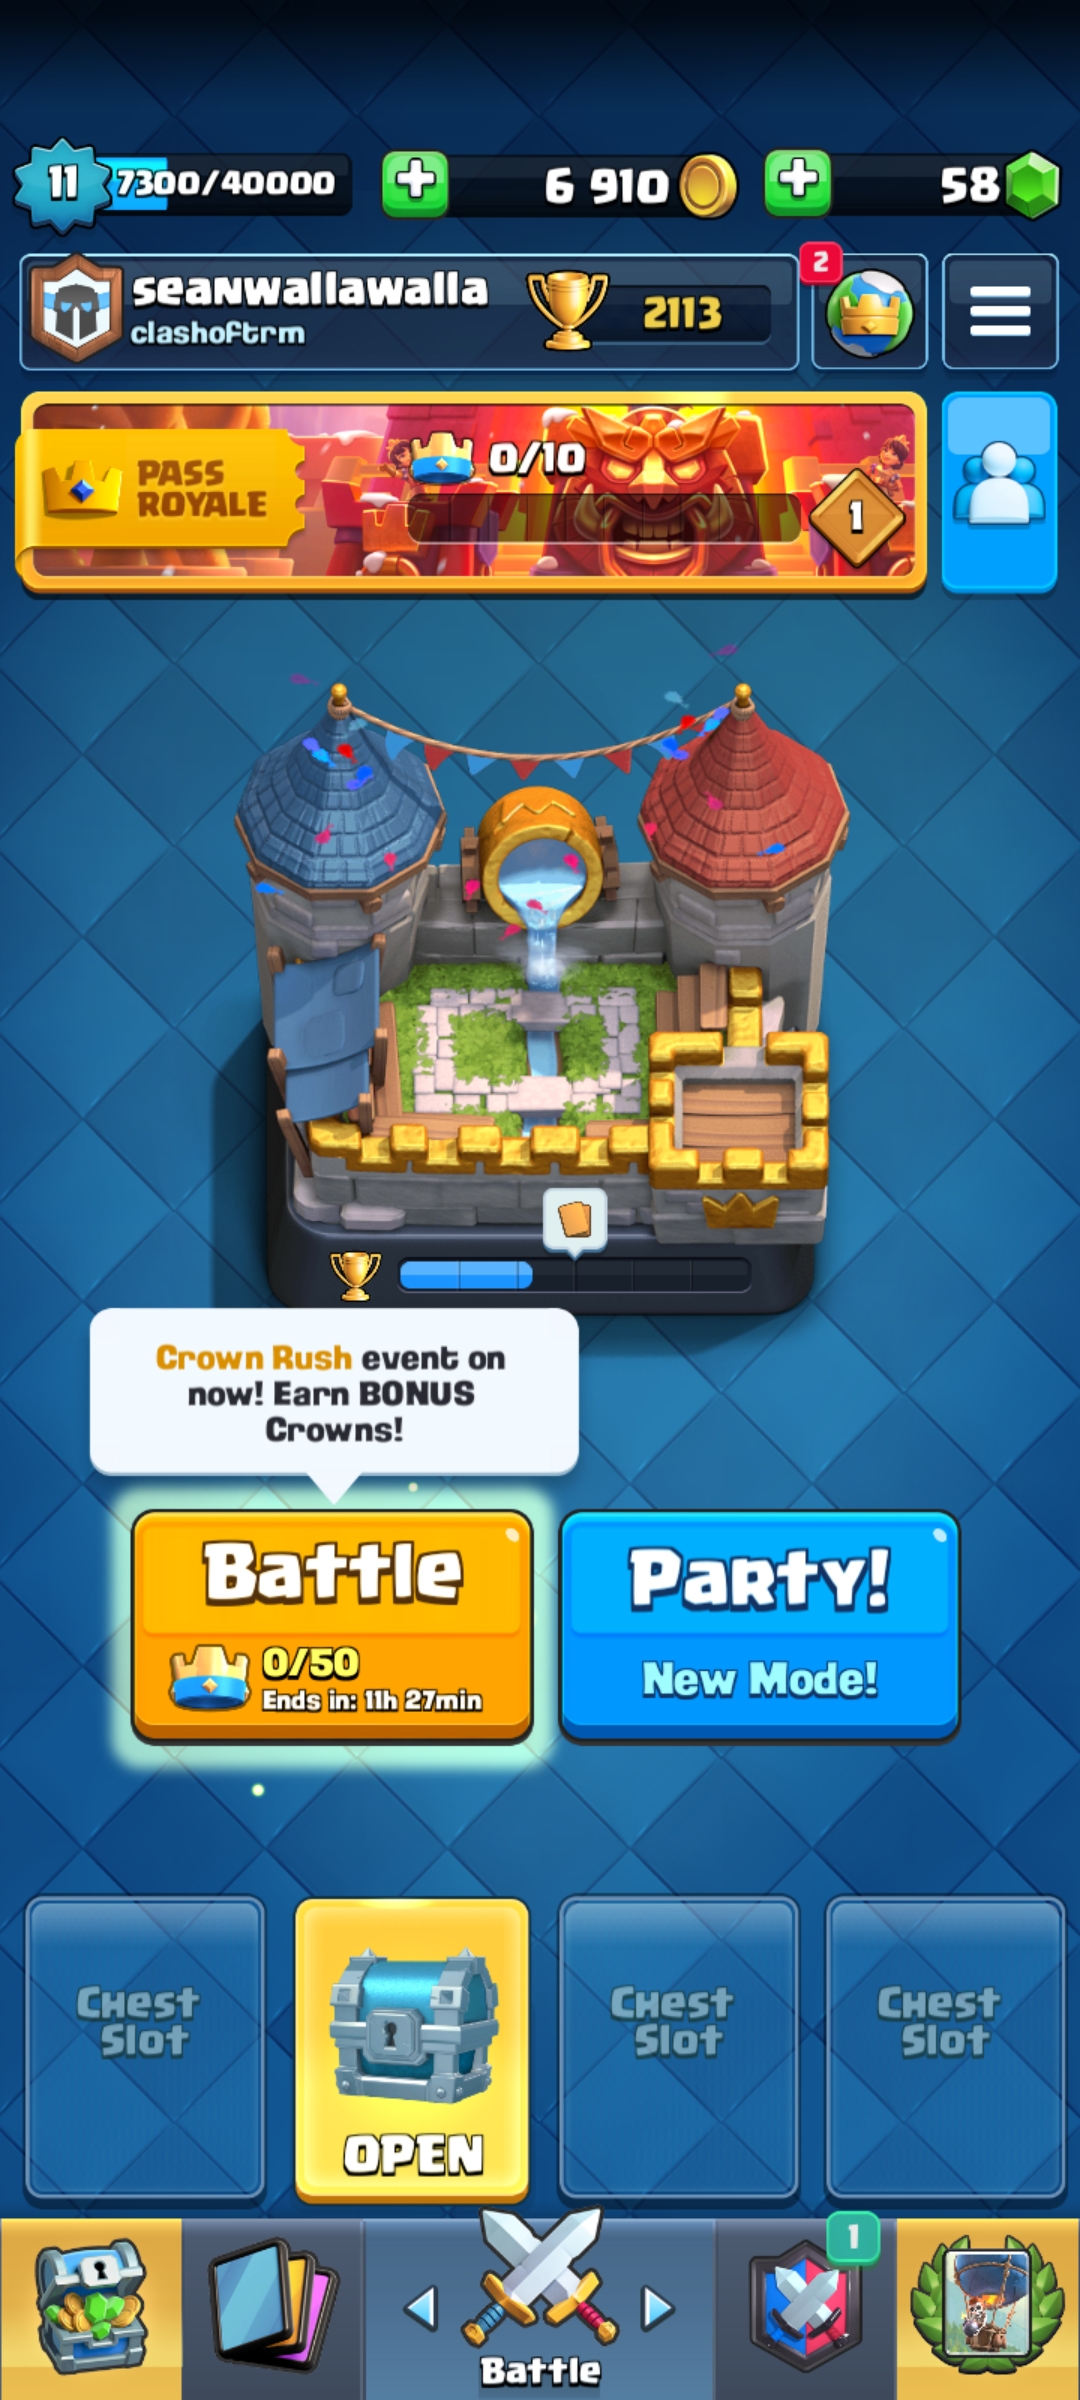 11
7300/40000
6 910
58
seanwallawalla
clashoftrm
2113
2
PASS
ROYALE
0/10
1
Crown Rush event on
now! Earn BONUS
Crowns!
Battle
0/50
Ends in: 11h 27min
Party!
New Mode!
Chest
Slot
OPEN
Chest
Slot
Chest
Slot
1
Battle